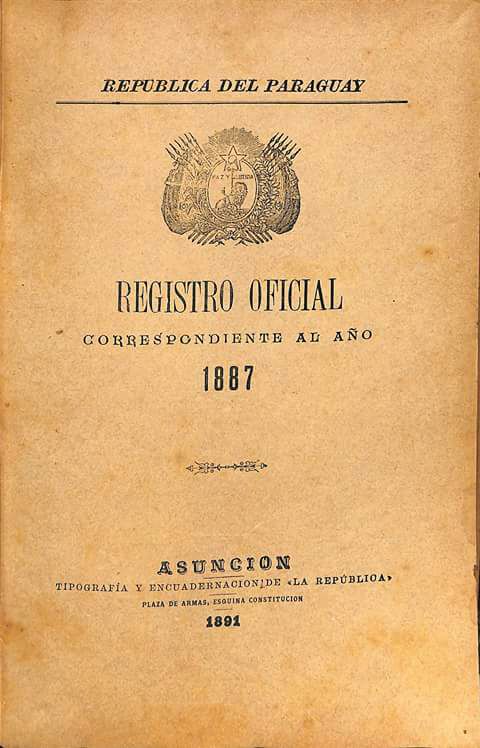 REPUBLICA DEL PARAGUAY
PAZ Y JUSTICIA
REGISTRO OFICIAL
CORRESPONDIENTE AL AÑO
1887
ASUNCION
TIPOGRAFÍA Y ENCUADERNACION DE «LA REPÚBLICA»
PLAZA DE ARMAS, ESQUINA CONSTITUCION
1891